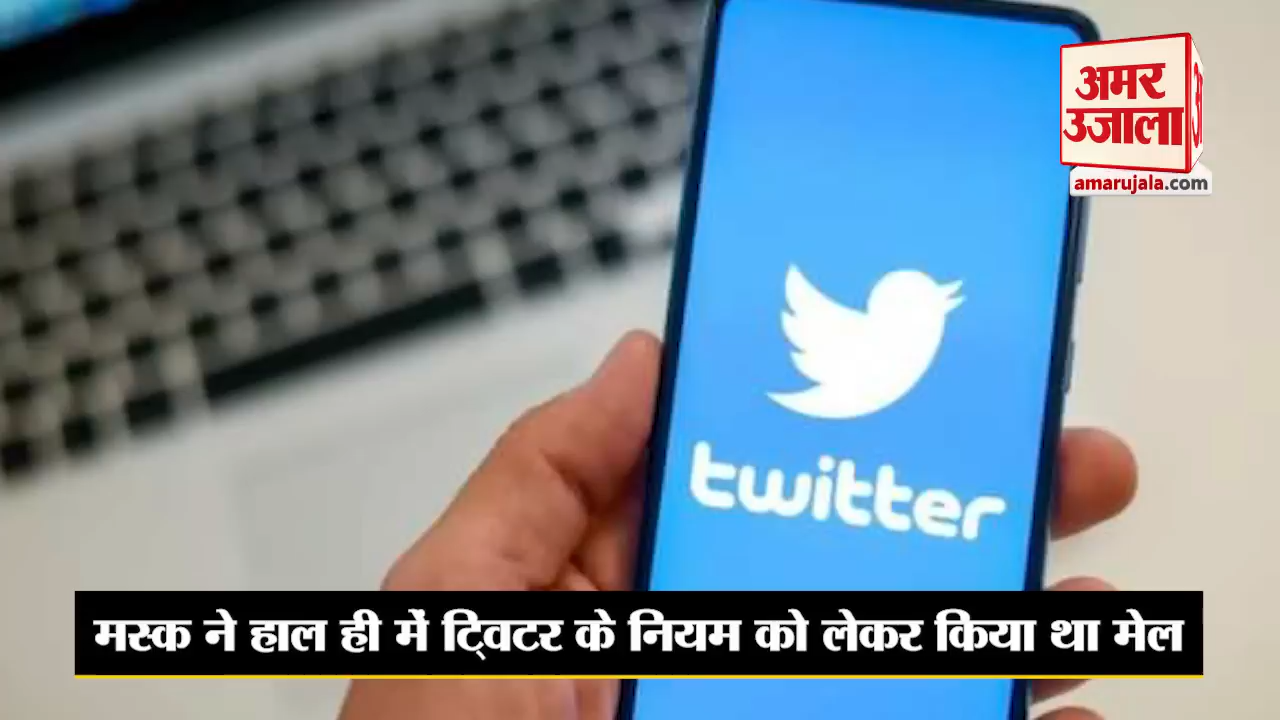 अमर
उजाला
amarujala.com
twitter
मस्क ने हाल ही में ट्विटर के नियम को लेकर किया था मेल